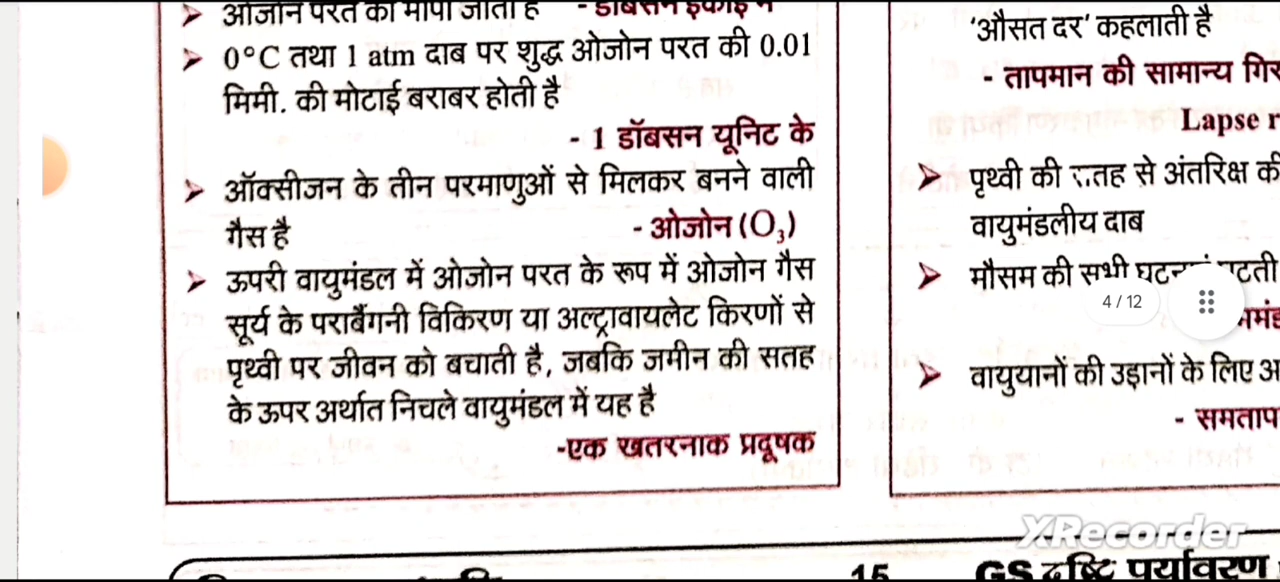 ओजोन परत को मापा जाता है - डॉबसन इकाई में
0°C तथा 1 atm दाब पर शुद्ध ओजोन परत की 0.01
मिमी. की मोटाई बराबर होती है
- 1 डॉबसन यूनिट के
ऑक्सीजन के तीन परमाणुओं से मिलकर बनने वाली
गैस है - ओजोन (O₃)
ऊपरी वायुमंडल में ओजोन परत के रूप में ओजोन गैस
सूर्य के पराबैंगनी विकिरण या अल्ट्रावायलेट किरणों से
पृथ्वी पर जीवन को बचाती है, जबकि जमीन की सतह
के ऊपर अर्थात निचले वायुमंडल में यह है
-एक खतरनाक प्रदूषक
'औसत दर' कहलाती है
- तापमान की सामान्य
Lapse
पृथ्वी की सतह से अंतरिक्ष की
वायुमंडलीय दाब
मौसम की सभी
4 / 12
वायुयानों की उड़ानों के लिए
- समताप
XRecorder
15 GS दृष्टि पर्यावरण